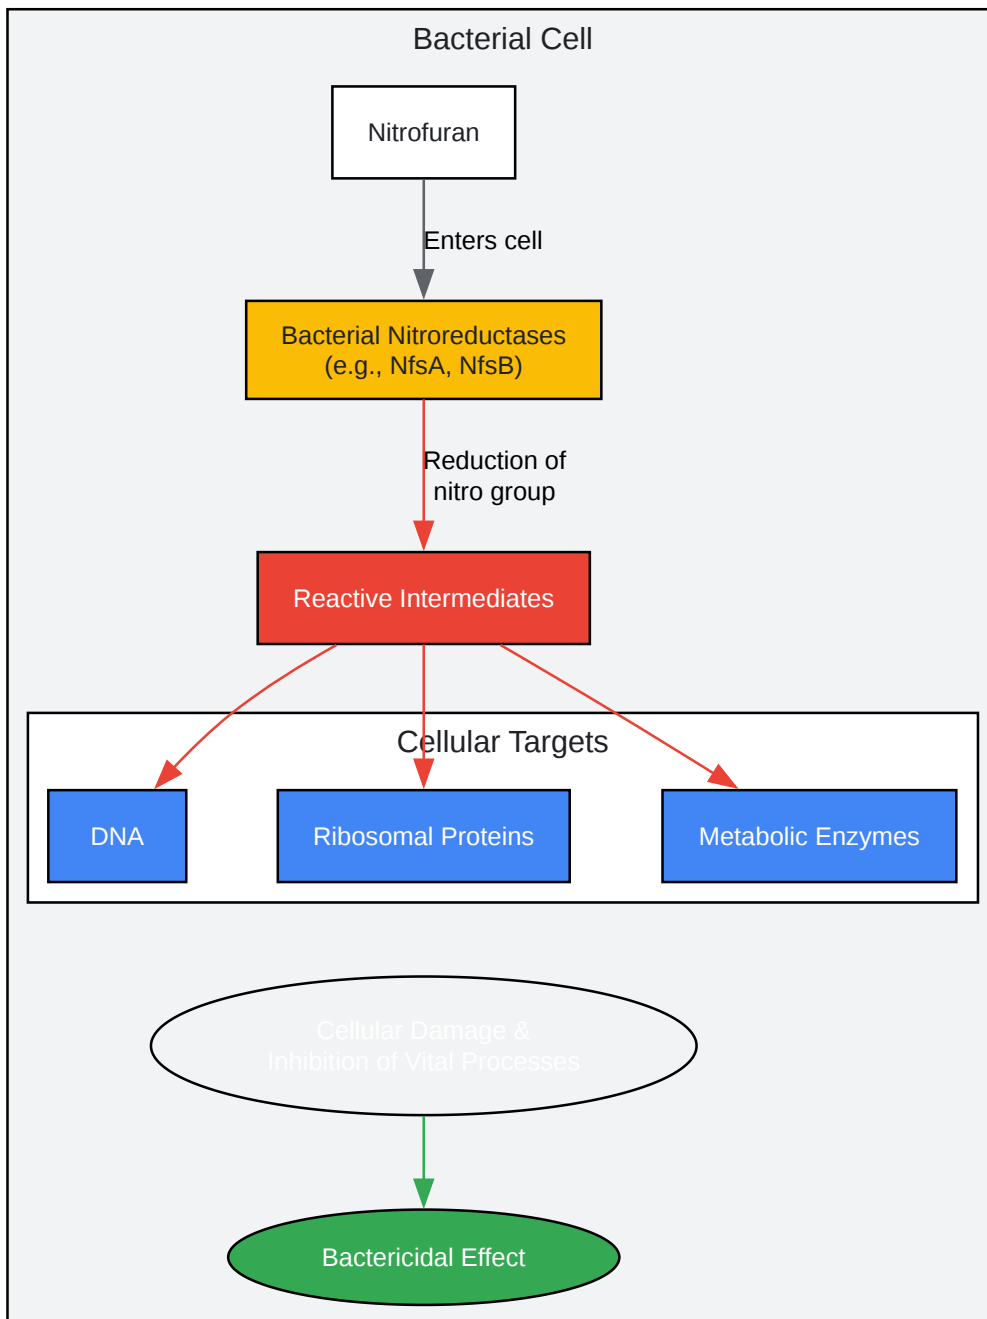 Bacterial Cell
Nitrofuran
Enters cell
Bacterial Nitroreductases
(e.g., NfsA, NfsB)
Reduction of
nitro group
Reactive Intermediates
Cellular Targets
DNA
Ribosomal Proteins
Metabolic Enzymes
Cellular Damage &
Inhibition of Vital Processes
Bactericidal Effect